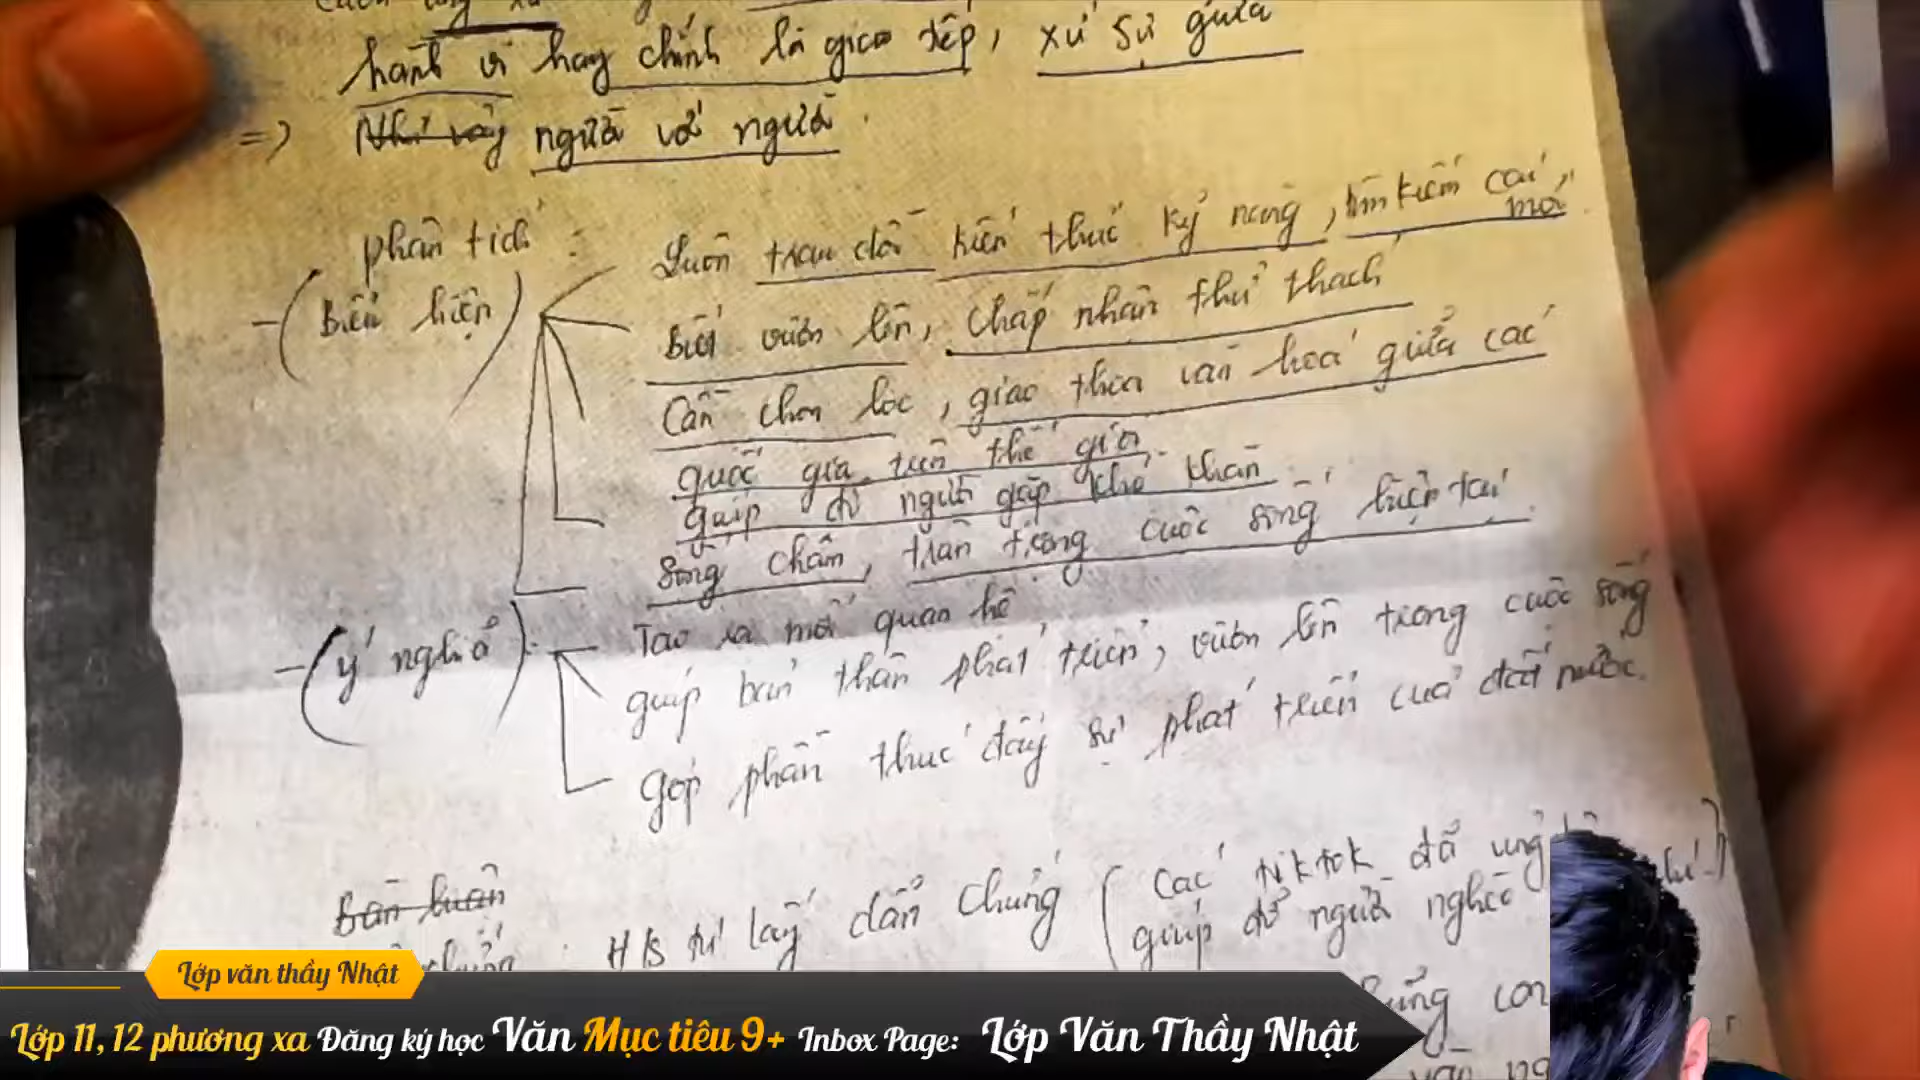 hành vi hay chính là giao tiếp, xử sự giữa
=> Như vậy người với người.
phân tích :
- (Biểu hiện)
Luôn trau dồi kiến thức kỹ năng, tìm kiếm cái mới.
Biết vươn lên, chấp nhận thử thách
Cần chọn lọc, giao thoa văn hoá giữa các
quốc gia trên thế giới.
giúp đỡ người gặp khó khăn
sống chậm, trân trọng cuộc sống hiện tại.
- (ý nghĩa) :
Tạo ra mối quan hệ
giúp bản thân phát triển, vươn lên trong cuộc sống
góp phần thúc đẩy sự phát triển của đất nước.
Bàn luận
HS tự lấy dẫn chứng (các tiktok đã ủng
giúp đỡ người nghèo
Lớp văn thầy Nhật
Lớp 11, 12 phương xa Đăng ký học Văn Mục tiêu 9+ Inbox Page: Lớp Văn Thầy Nhật